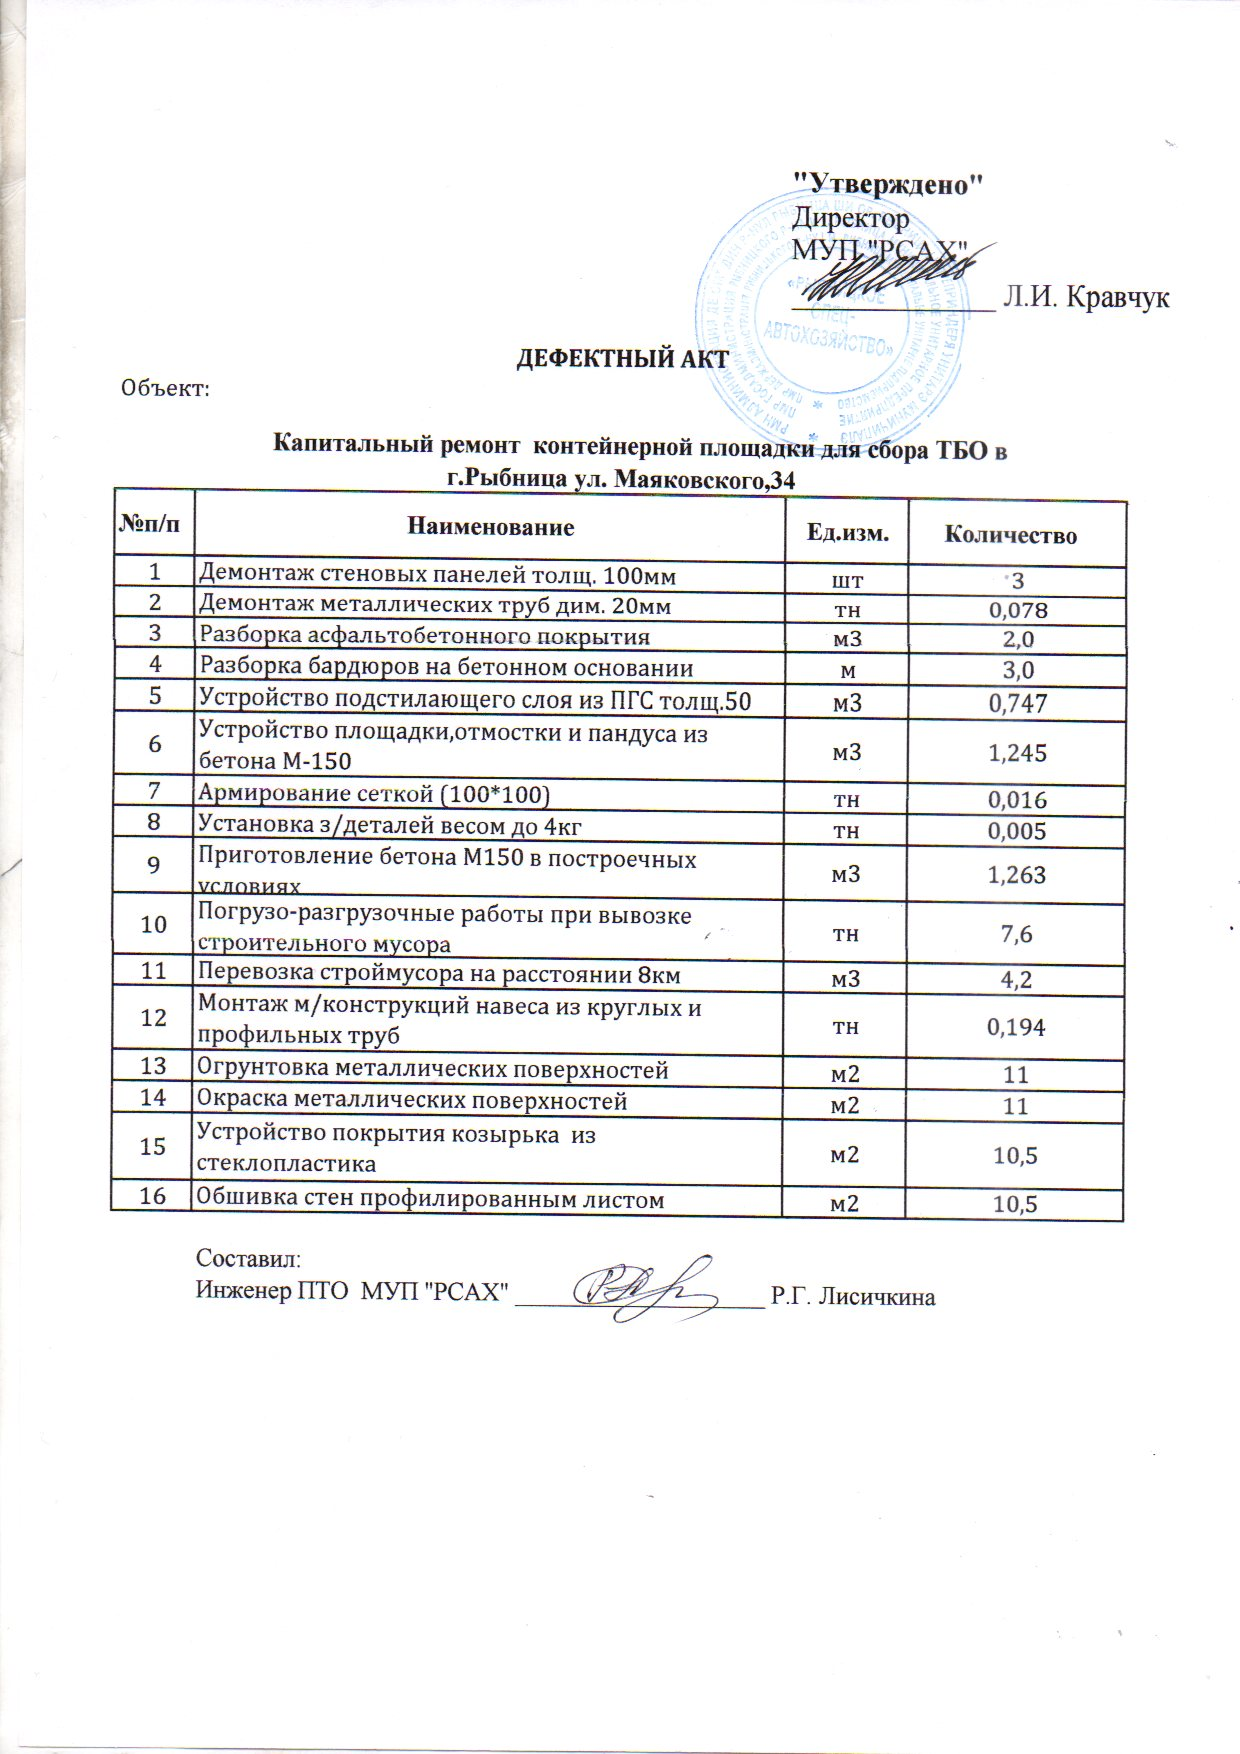 "Утверждено"
Директор
МУП "РСАХ"
Л.И. Кравчук
«РЫБНИЦКОЕ
СПЕЦ-
АВТОХОЗЯЙСТВО»
ДЕФЕКТНЫЙ АКТ
Объект:
Капитальный ремонт контейнерной площадки для сбора ТБО в
г.Рыбница ул. Маяковского,34
№п/п Наименование Ед.изм. Количество
1 Демонтаж стеновых панелей толщ. 100мм шт 3
2 Демонтаж металлических труб дим. 20мм тн 0,078
3 Разборка асфальтобетонного покрытия м3 2,0
4 Разборка бардюров на бетонном основании м 3,0
5 Устройство подстилающего слоя из ПГС толщ.50 м3 0,747
6 Устройство площадки,отмостки и пандуса из
бетона М-150 м3 1,245
7 Армирование сеткой (100*100) тн 0,016
8 Установка з/деталей весом до 4кг тн 0,005
9 Приготовление бетона М150 в построечных
условиях м3 1,263
10 Погрузо-разгрузочные работы при вывозке
строительного мусора тн 7,6
11 Перевозка строймусора на расстоянии 8км м3 4,2
12 Монтаж м/конструкций навеса из круглых и
профильных труб тн 0,194
13 Огрунтовка металлических поверхностей м2 11
14 Окраска металлических поверхностей м2 11
15 Устройство покрытия козырька из
стеклопластика м2 10,5
16 Обшивка стен профилированным листом м2 10,5
Составил:
Инженер ПТО МУП "РСАХ" Р.Г. Лисичкина